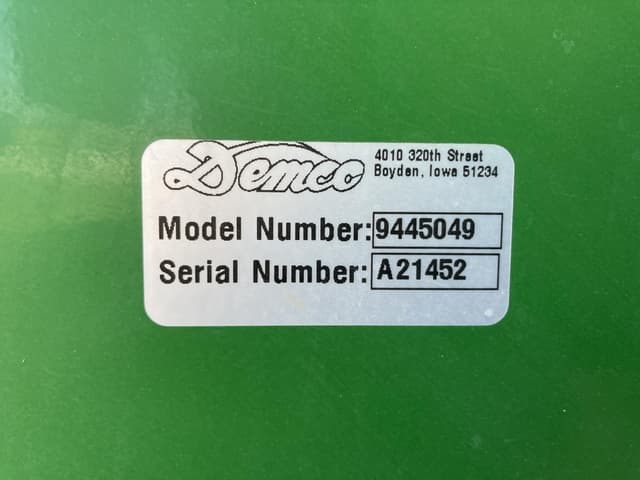 Demco
4010 320th Street
Boyden, Iowa 51234
Model Number: 9445049
Serial Number: A21452